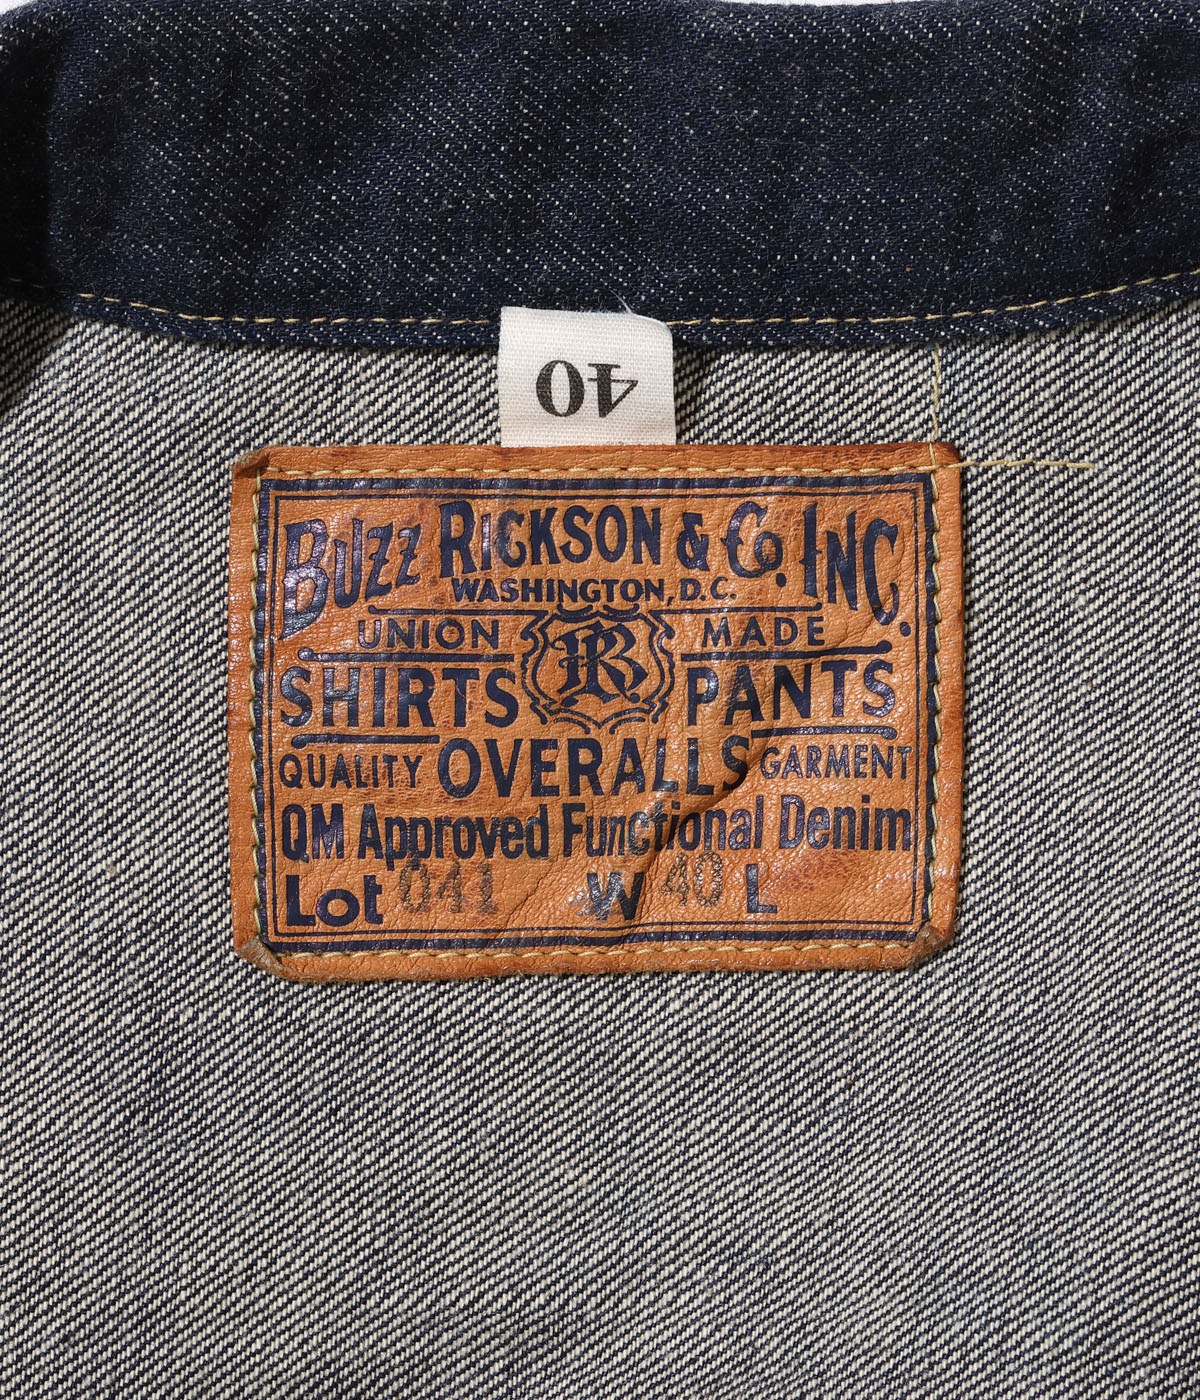 40
BUZZ RICKSON & CO. INC.
WASHINGTON, D.C.
UNION BR MADE
SHIRTS PANTS
QUALITY OVERALLS GARMENT
QM Approved Functional Denim
Lot 041 W 40 L